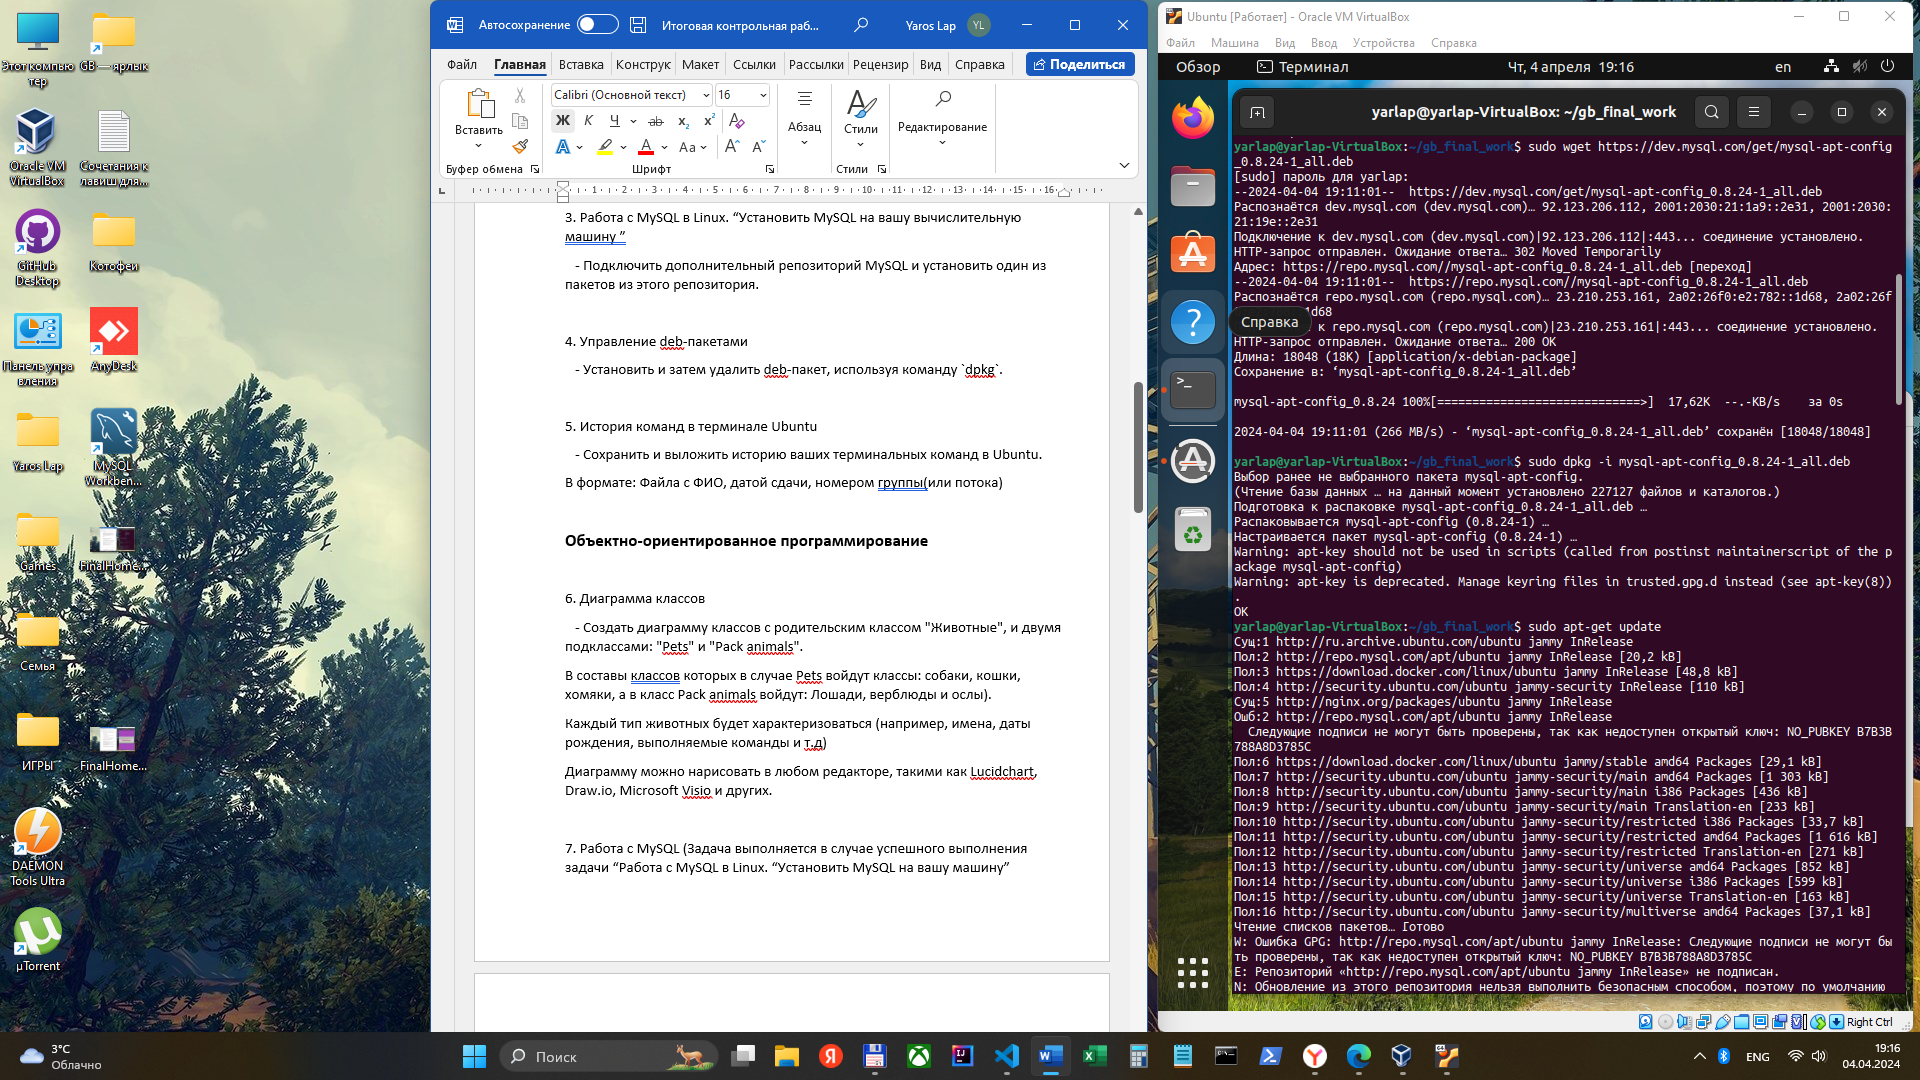 Этот компьютер
GB — ярлык
Oracle VM VirtualBox
Сочетания клавиш для...
GitHub Desktop
Котофеи
Панель управления
AnyDesk
Yaros Lap
MySQL Workben...
Games
FinalHome...
Семья
ИГРЫ
FinalHome...
DAEMON Tools Ultra
µTorrent
Автосохранение
Итоговая контрольная раб...
Yaros Lap
YL
Файл Главная Вставка Конструк Макет Ссылки Рассылки Рецензир Вид Справка Поделиться
Вставить
Calibri (Основной текст) 16
Ж К Ч ab x₂ x²
A Aa A A
Абзац
Стили
Редактирование
Буфер обмена Шрифт Стили
1 2 3 4 5 6 7 8 9 10 11 12 13 14 15 16
3. Работа с MySQL в Linux. “Установить MySQL на вашу вычислительную
машину ”
- Подключить дополнительный репозиторий MySQL и установить один из
пакетов из этого репозитория.
4. Управление deb-пакетами
- Установить и затем удалить deb-пакет, используя команду `dpkg`.
5. История команд в терминале Ubuntu
- Сохранить и выложить историю ваших терминальных команд в Ubuntu.
В формате: Файла с ФИО, датой сдачи, номером группы(или потока)
Объектно-ориентированное программирование
6. Диаграмма классов
- Создать диаграмму классов с родительским классом "Животные", и двумя
подклассами: "Pets" и "Pack animals".
В составы классов которых в случае Pets войдут классы: собаки, кошки,
хомяки, а в класс Pack animals войдут: Лошади, верблюды и ослы).
Каждый тип животных будет характеризоваться (например, имена, даты
рождения, выполняемые команды и т.д)
Диаграмму можно нарисовать в любом редакторе, такими как Lucidchart,
Draw.io, Microsoft Visio и других.
7. Работа с MySQL (Задача выполняется в случае успешного выполнения
задачи “Работа с MySQL в Linux. “Установить MySQL на вашу машину”
Ubuntu [Работает] - Oracle VM VirtualBox
Файл Машина Вид Ввод Устройства Справка
Обзор Терминал Чт, 4 апреля 19:16 en
yarlap@yarlap-VirtualBox: ~/gb_final_work
Справка
yarlap@yarlap-VirtualBox:~/gb_final_work$ sudo wget https://dev.mysql.com/get/mysql-apt-config
_0.8.24-1_all.deb
[sudo] пароль для yarlap:
--2024-04-04 19:11:01-- https://dev.mysql.com/get/mysql-apt-config_0.8.24-1_all.deb
Распознаётся dev.mysql.com (dev.mysql.com)… 92.123.206.112, 2001:2030:21:1a9::2e31, 2001:2030:
21:19e::2e31
Подключение к dev.mysql.com (dev.mysql.com)|92.123.206.112|:443... соединение установлено.
HTTP-запрос отправлен. Ожидание ответа… 302 Moved Temporarily
Адрес: https://repo.mysql.com//mysql-apt-config_0.8.24-1_all.deb [переход]
--2024-04-04 19:11:01-- https://repo.mysql.com//mysql-apt-config_0.8.24-1_all.deb
Распознаётся repo.mysql.com (repo.mysql.com)… 23.210.253.161, 2a02:26f0:e2:782::1d68, 2a02:26f
1d68
к repo.mysql.com (repo.mysql.com)|23.210.253.161|:443... соединение установлено.
HTTP-запрос отправлен. Ожидание ответа… 200 OK
Длина: 18048 (18K) [application/x-debian-package]
Сохранение в: ‘mysql-apt-config_0.8.24-1_all.deb’
mysql-apt-config_0.8.24 100%[=============================>] 17,62K --.-KB/s за 0s
2024-04-04 19:11:01 (266 MB/s) - ‘mysql-apt-config_0.8.24-1_all.deb’ сохранён [18048/18048]
yarlap@yarlap-VirtualBox:~/gb_final_work$ sudo dpkg -i mysql-apt-config_0.8.24-1_all.deb
Выбор ранее не выбранного пакета mysql-apt-config.
(Чтение базы данных … на данный момент установлено 227127 файлов и каталогов.)
Подготовка к распаковке mysql-apt-config_0.8.24-1_all.deb …
Распаковывается mysql-apt-config (0.8.24-1) …
Настраивается пакет mysql-apt-config (0.8.24-1) …
Warning: apt-key should not be used in scripts (called from postinst maintainerscript of the p
ackage mysql-apt-config)
Warning: apt-key is deprecated. Manage keyring files in trusted.gpg.d instead (see apt-key(8))
.
OK
yarlap@yarlap-VirtualBox:~/gb_final_work$ sudo apt-get update
Сущ:1 http://ru.archive.ubuntu.com/ubuntu jammy InRelease
Пол:2 http://repo.mysql.com/apt/ubuntu jammy InRelease [20,2 kB]
Пол:3 https://download.docker.com/linux/ubuntu jammy InRelease [48,8 kB]
Пол:4 http://security.ubuntu.com/ubuntu jammy-security InRelease [110 kB]
Сущ:5 http://nginx.org/packages/ubuntu jammy InRelease
Ошб:2 http://repo.mysql.com/apt/ubuntu jammy InRelease
Следующие подписи не могут быть проверены, так как недоступен открытый ключ: NO_PUBKEY B7B3B
788A8D3785C
Пол:6 https://download.docker.com/linux/ubuntu jammy/stable amd64 Packages [29,1 kB]
Пол:7 http://security.ubuntu.com/ubuntu jammy-security/main amd64 Packages [1 303 kB]
Пол:8 http://security.ubuntu.com/ubuntu jammy-security/main i386 Packages [436 kB]
Пол:9 http://security.ubuntu.com/ubuntu jammy-security/main Translation-en [233 kB]
Пол:10 http://security.ubuntu.com/ubuntu jammy-security/restricted i386 Packages [33,7 kB]
Пол:11 http://security.ubuntu.com/ubuntu jammy-security/restricted amd64 Packages [1 616 kB]
Пол:12 http://security.ubuntu.com/ubuntu jammy-security/restricted Translation-en [271 kB]
Пол:13 http://security.ubuntu.com/ubuntu jammy-security/universe amd64 Packages [852 kB]
Пол:14 http://security.ubuntu.com/ubuntu jammy-security/universe i386 Packages [599 kB]
Пол:15 http://security.ubuntu.com/ubuntu jammy-security/universe Translation-en [163 kB]
Пол:16 http://security.ubuntu.com/ubuntu jammy-security/multiverse amd64 Packages [37,1 kB]
Чтение списков пакетов… Готово
W: Ошибка GPG: http://repo.mysql.com/apt/ubuntu jammy InRelease: Следующие подписи не могут бы
ть проверены, так как недоступен открытый ключ: NO_PUBKEY B7B3B788A8D3785C
E: Репозиторий «http://repo.mysql.com/apt/ubuntu jammy InRelease» не подписан.
N: Обновление из этого репозитория нельзя выполнить безопасным способом, поэтому по умолчанию
Right Ctrl
3°C
Облачно
Поиск
ENG
19:16
04.04.2024